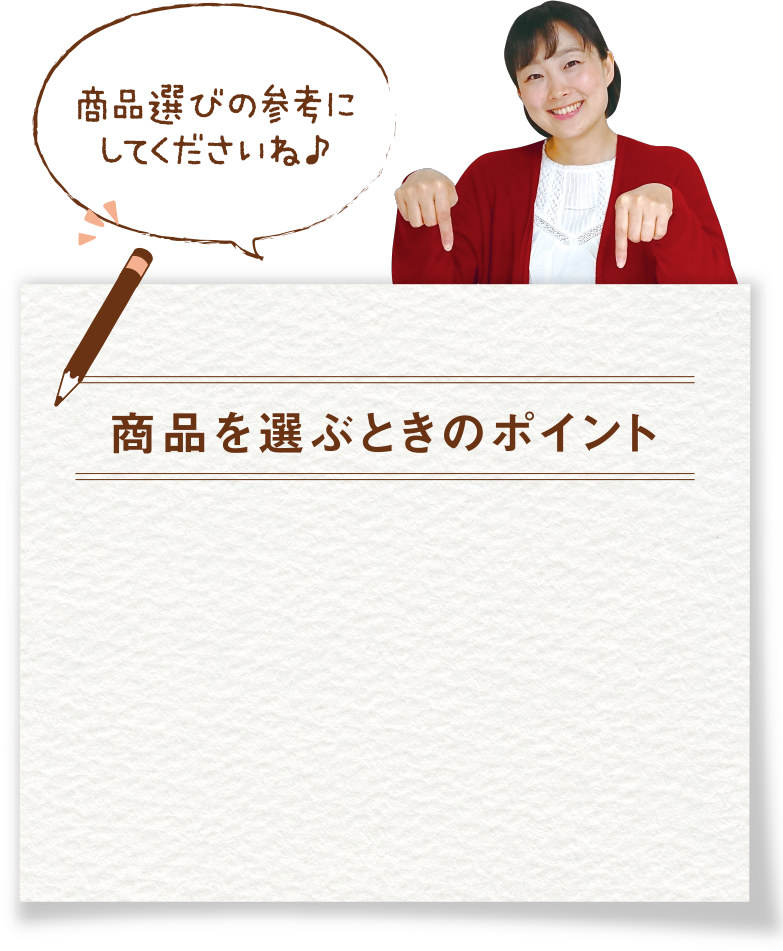 商品選びの参考に
してくださいね♪
商品を選ぶときのポイント